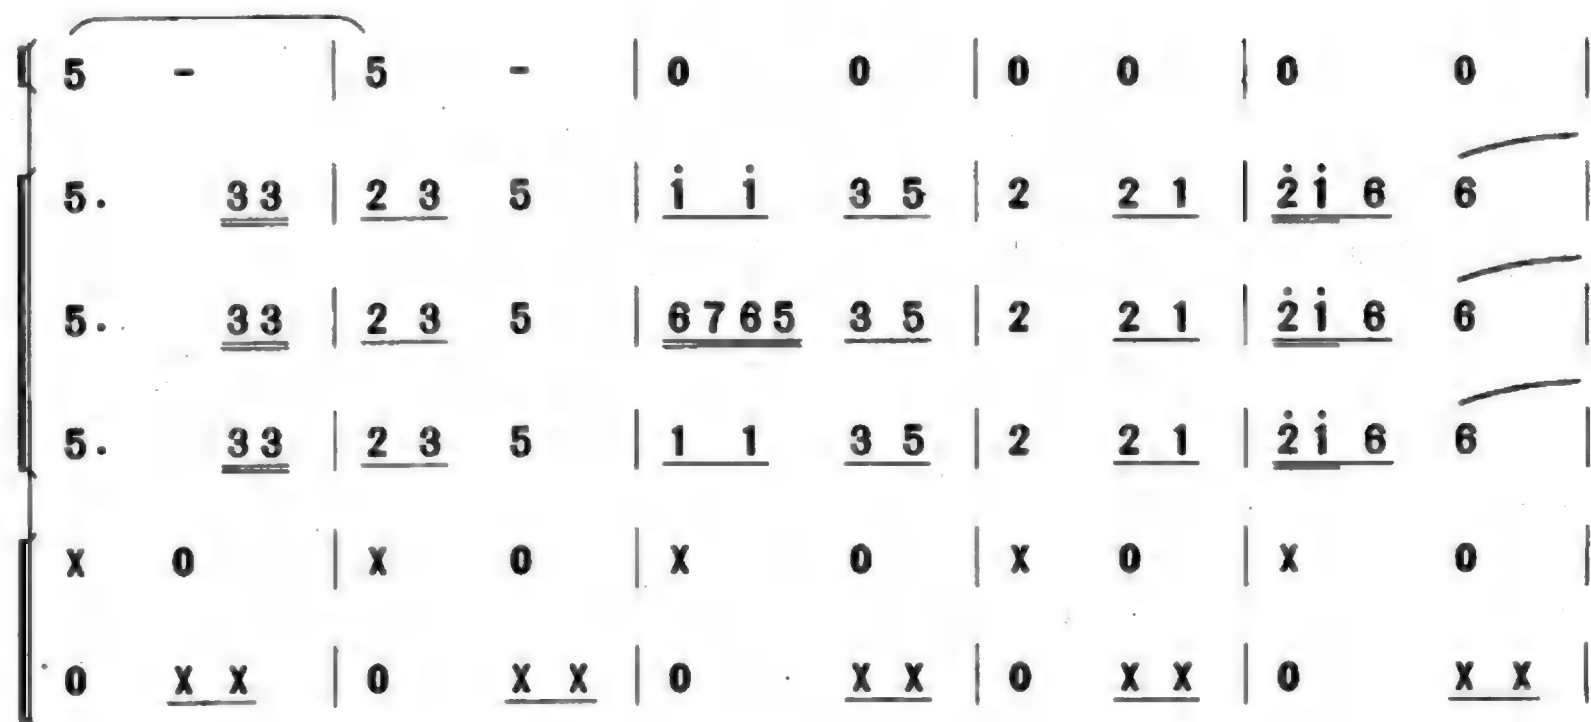 5 - | 5 - | 0 0 | 0 0 | 0 0 |
5. 33 | 2 3 5 | i̇ i̇ 3 5 | 2 2 1 | 2̇ i̇ 6 6 |
5. 33 | 2 3 5 | 6765 3 5 | 2 2 1 | 2̇ i̇ 6 6 |
5. 33 | 2 3 5 | 1 1 3 5 | 2 2 1 | 2̇ i̇ 6 6 |
X 0 | X 0 | X 0 | X 0 | X 0 |
0 X X | 0 X X | 0 X X | 0 X X | 0 X X